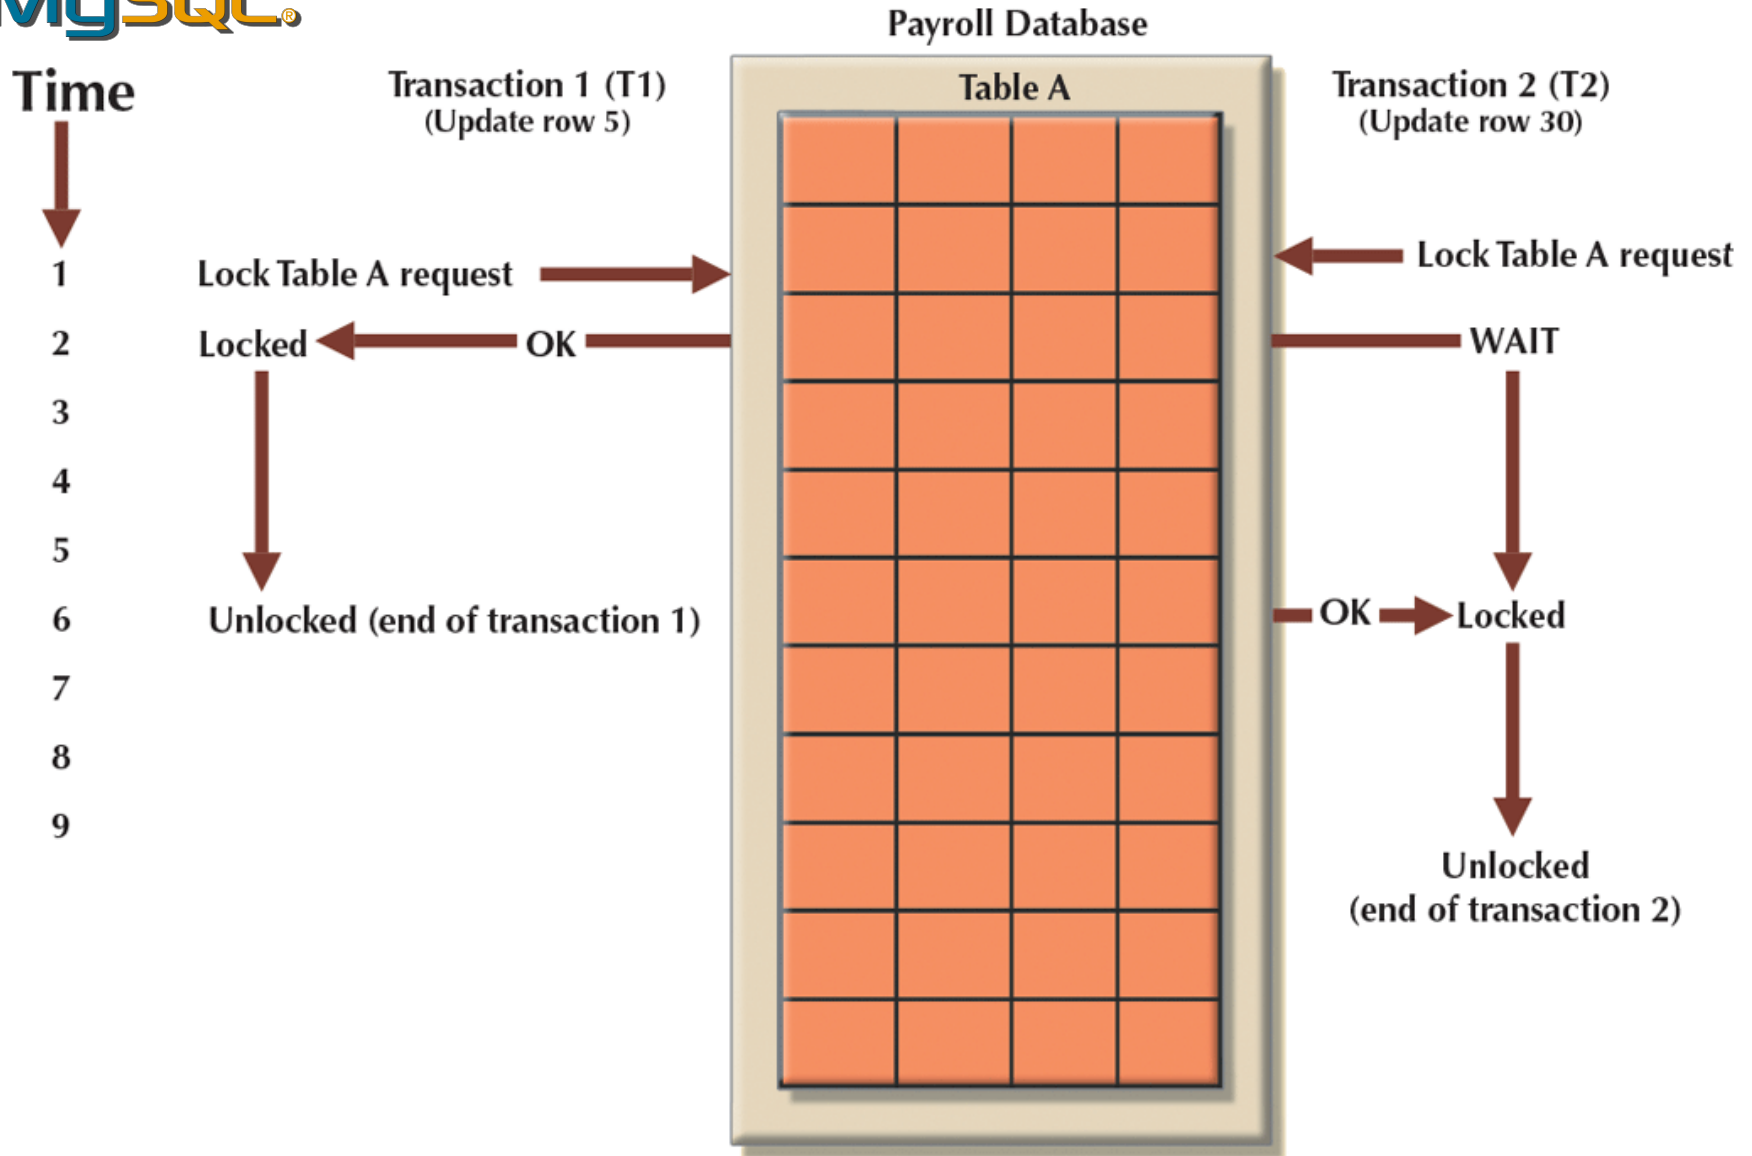 MySQL®
Payroll Database
Time
Transaction 1 (T1)
(Update row 5)
Table A
Transaction 2 (T2)
(Update row 30)
1
Lock Table A request
Lock Table A request
2
Locked
OK
WAIT
3
4
5
6
Unlocked (end of transaction 1)
OK
Locked
7
8
9
Unlocked
(end of transaction 2)